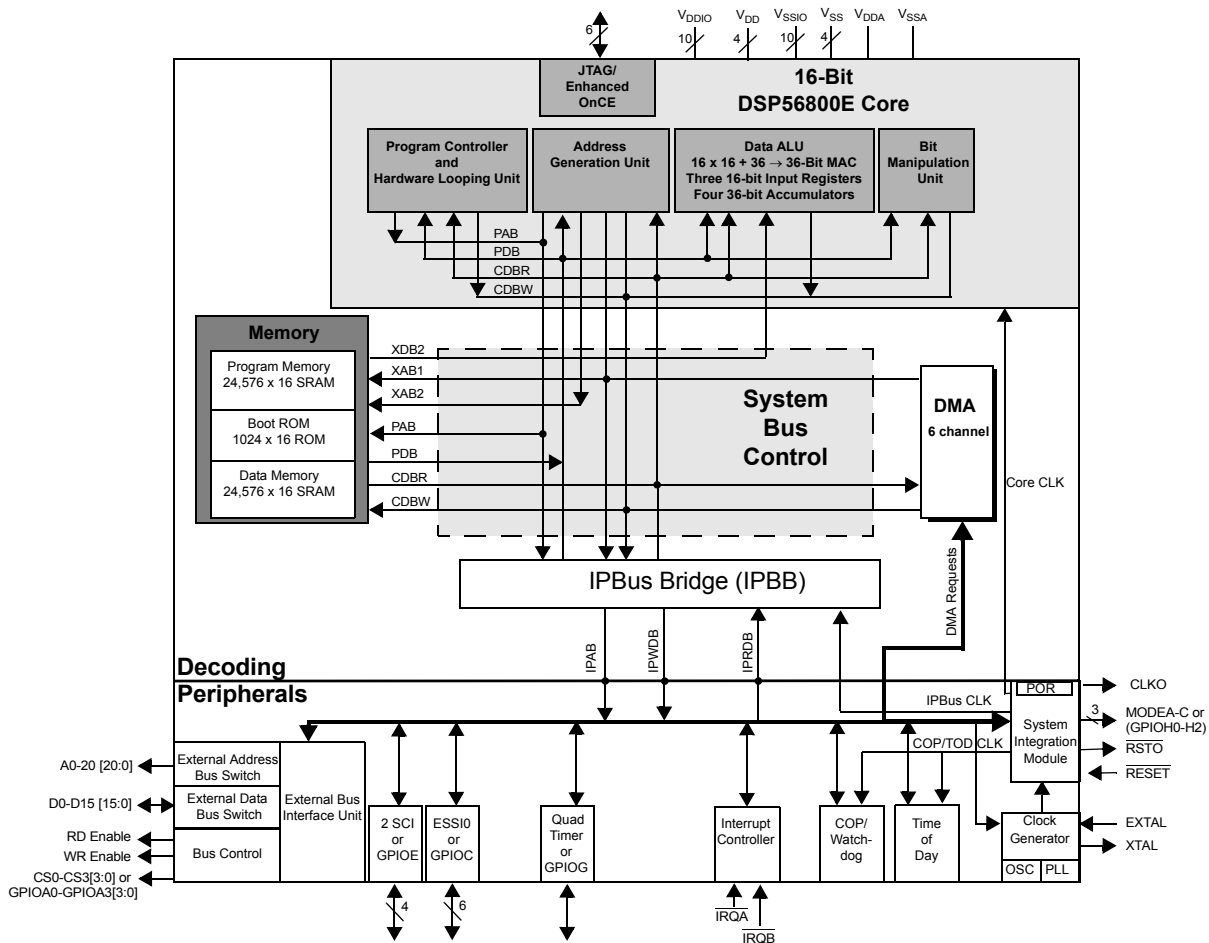 6
VDDIO
10
VDD
4
VSSIO
10
VSS
4
VDDA
VSSA
JTAG/
Enhanced
OnCE
16-Bit
DSP56800E Core
Program Controller
and
Hardware Looping Unit
Address
Generation Unit
Data ALU
16 x 16 + 36 → 36-Bit MAC
Three 16-bit Input Registers
Four 36-bit Accumulators
Bit
Manipulation
Unit
PAB
PDB
CDBR
CDBW
Memory
Program Memory
24,576 x 16 SRAM
Boot ROM
1024 x 16 ROM
Data Memory
24,576 x 16 SRAM
XDB2
XAB1
XAB2
PAB
PDB
CDBR
CDBW
System
Bus
Control
DMA
6 channel
Core CLK
IPBus Bridge (IPBB)
DMA Requests
IPAB
IPWDB
IPRDB
Decoding
Peripherals
IPBus CLK
POR
System
Integration
Module
CLKO
3
MODEA-C or
(GPIOH0-H2)
RSTO
RESET
COP/TOD CLK
A0-20 [20:0]
D0-D15 [15:0]
RD Enable
WR Enable
CS0-CS3[3:0] or
GPIOA0-GPIOA3[3:0]
External Address
Bus Switch
External Data
Bus Switch
Bus Control
External Bus
Interface Unit
2 SCI
or
GPIOE
4
ESSI0
or
GPIOC
6
Quad
Timer
or
GPIOG
Interrupt
Controller
IRQA
IRQB
COP/
Watch-
dog
Time
of
Day
Clock
Generator
OSC
PLL
EXTAL
XTAL